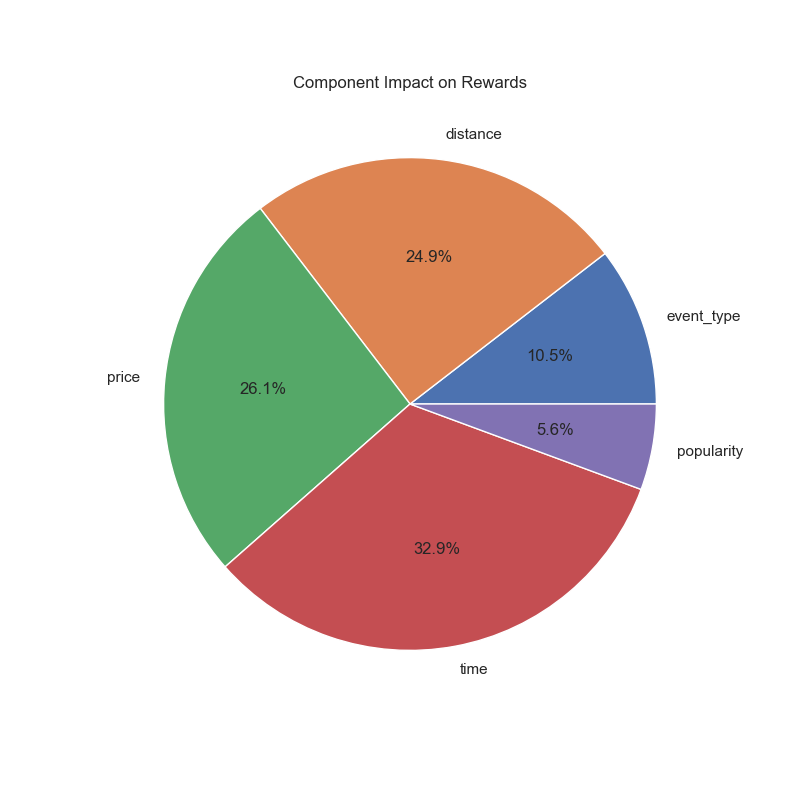 Component Impact on Rewards
distance
24.9%
event_type
10.5%
price
26.1%
5.6%
popularity
32.9%
time